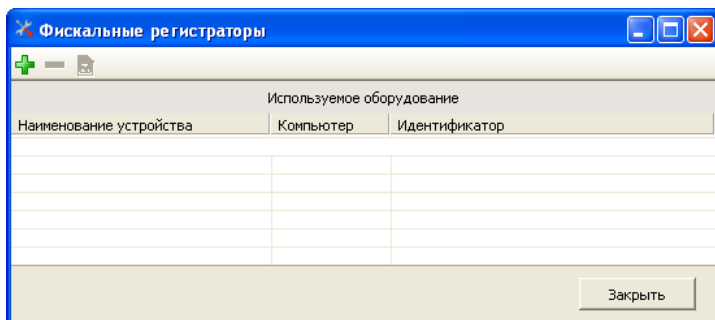 Фискальные регистраторы
Используемое оборудование
Наименование устройства Компьютер Идентификатор
Закрыть